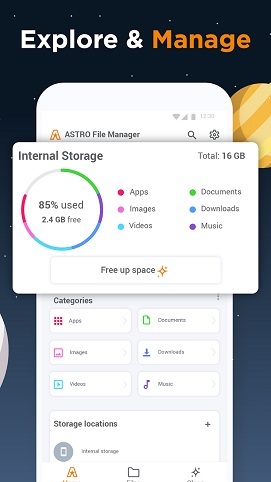 Explore & Manage
12:30
ASTRO File Manager
Internal Storage
Total: 16 GB
85% used
2.4 GB free
Apps
Documents
Images
Downloads
Videos
Music
Free up space
Categories
Apps
Documents
Images
Downloads
Videos
Music
Storage locations
+
Internal storage